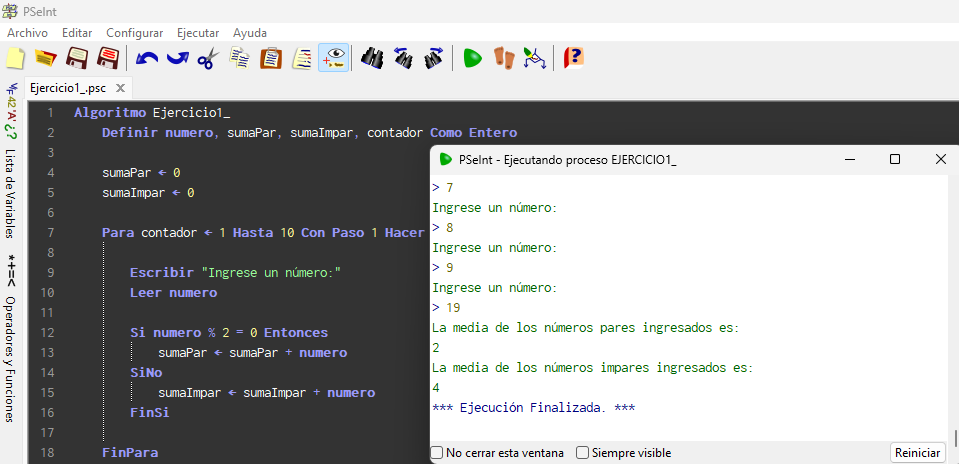 PSeInt
Archivo Editar Configurar Ejecutar Ayuda
Ejercicio1_.psc
Lista de Variables
Operadores y Funciones
1 Algoritmo Ejercicio1_
2 Definir numero, sumaPar, sumaImpar, contador Como Entero
3
4 sumaPar ← 0
5 sumaImpar ← 0
6
7 Para contador ← 1 Hasta 10 Con Paso 1 Hacer
8
9 Escribir "Ingrese un número:"
10 Leer numero
11
12 Si numero % 2 = 0 Entonces
13 sumaPar ← sumaPar + numero
14 SiNo
15 sumaImpar ← sumaImpar + numero
16 FinSi
17
18 FinPara
PSeInt - Ejecutando proceso EJERCICIO1_
> 7
Ingrese un número:
> 8
Ingrese un número:
> 9
Ingrese un número:
> 19
La media de los números pares ingresados es:
2
La media de los números impares ingresados es:
4
*** Ejecución Finalizada. ***
No cerrar esta ventana Siempre visible Reiniciar